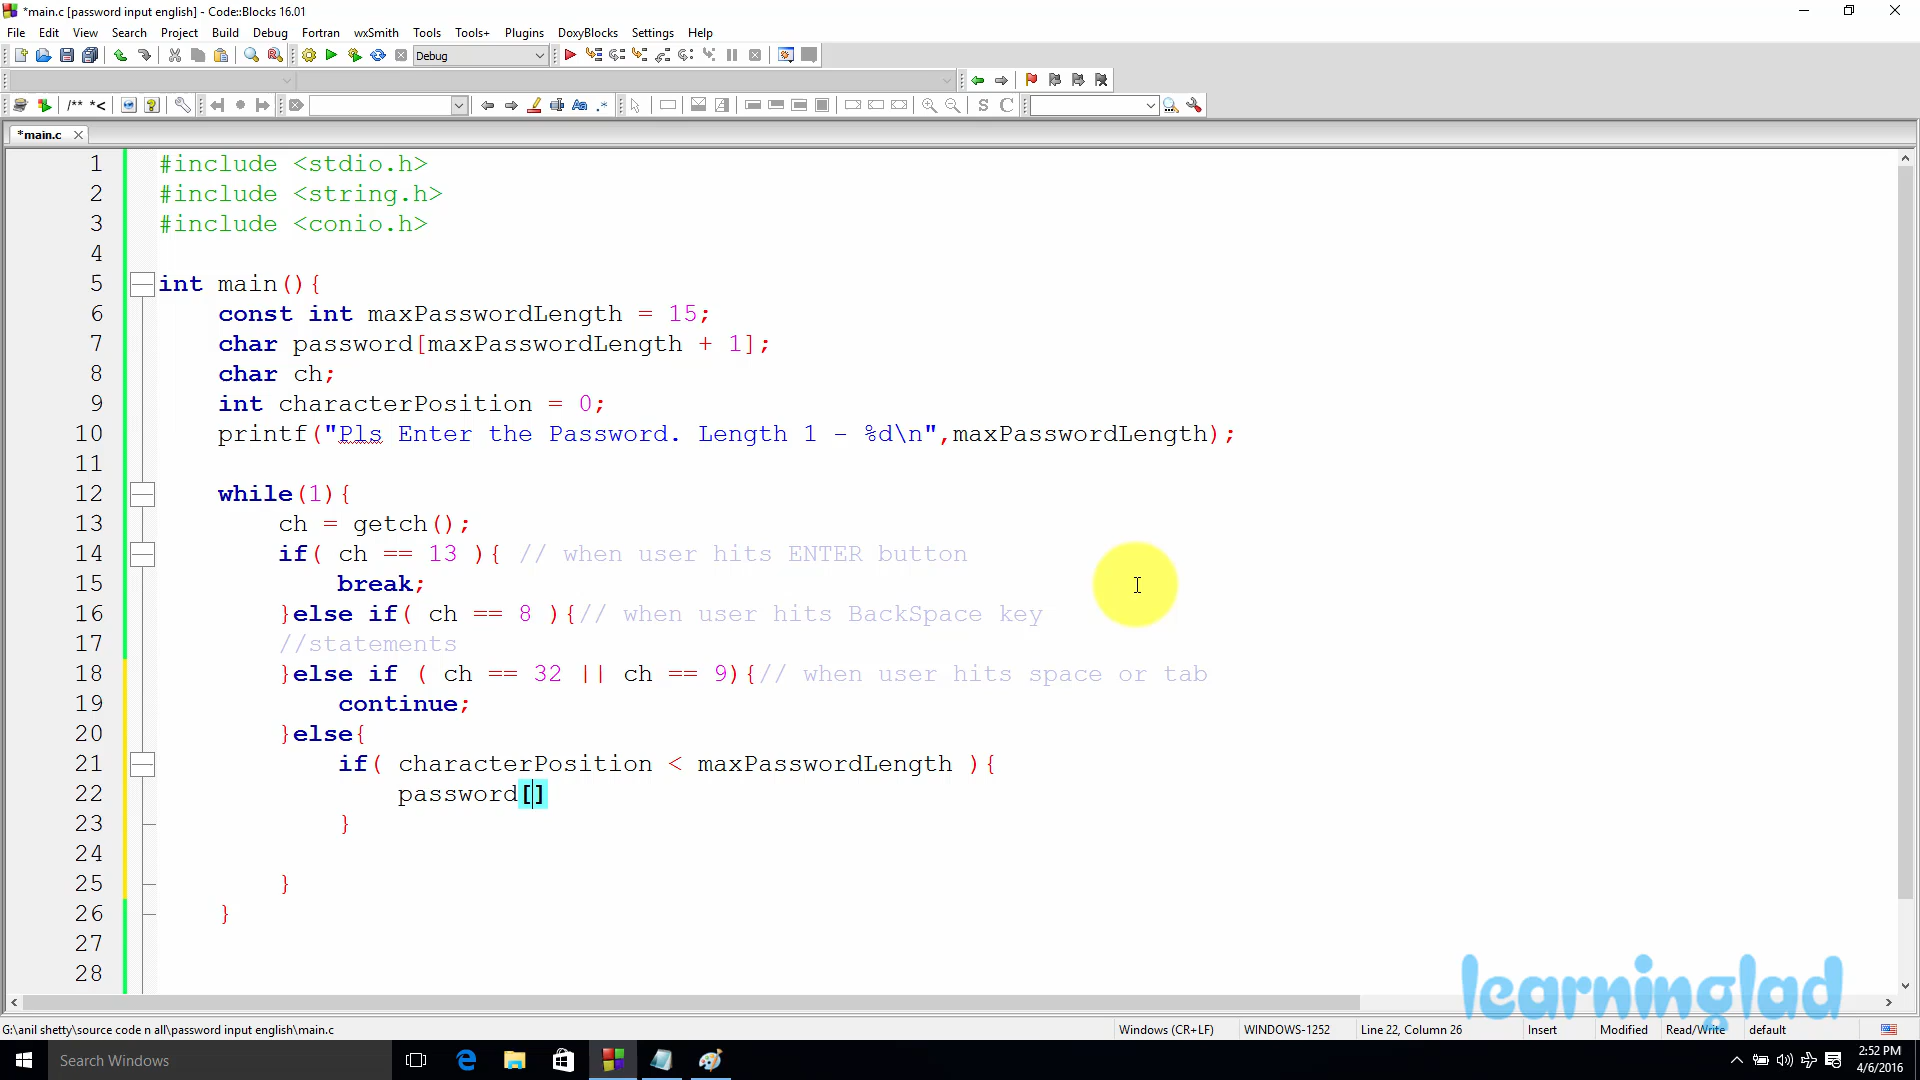 *main.c [password input english] - Code::Blocks 16.01
File Edit View Search Project Build Debug Fortran wxSmith Tools Tools+ Plugins DoxyBlocks Settings Help
Debug
/** *<
Aa .* S C
*main.c
1 #include <stdio.h>
2 #include <string.h>
3 #include <conio.h>
4
5 int main(){
6 const int maxPasswordLength = 15;
7 char password[maxPasswordLength + 1];
8 char ch;
9 int characterPosition = 0;
10 printf("Pls Enter the Password. Length 1 - %d\n",maxPasswordLength);
11
12 while(1){
13 ch = getch();
14 if( ch == 13 ){ // when user hits ENTER button
15 break;
16 }else if( ch == 8 ){// when user hits BackSpace key
17 //statements
18 }else if ( ch == 32 || ch == 9){// when user hits space or tab
19 continue;
20 }else{
21 if( characterPosition < maxPasswordLength ){
22 password[]
23 }
24
25 }
26 }
27
28
learninglad
G:\anil shetty\source code n all\password input english\main.c Windows (CR+LF) WINDOWS-1252 Line 22, Column 26 Insert Modified Read/Write default
Search Windows
2:52 PM
4/6/2016